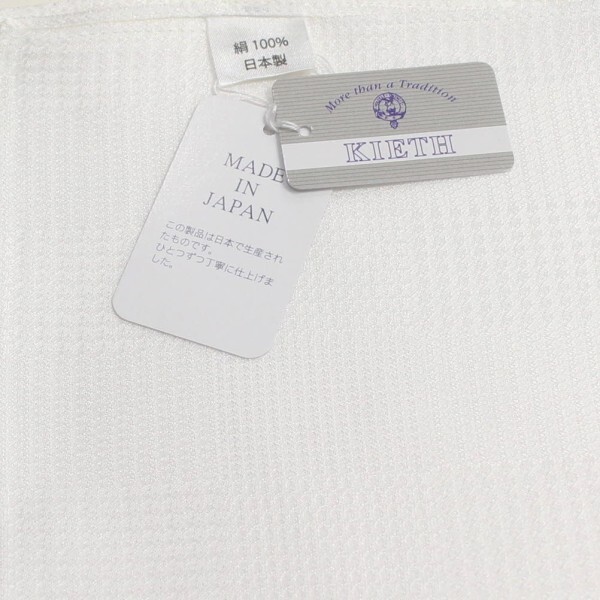 絹 100%
日本製
More than a Tradition
KIETH
MADE
IN
JAPAN
この製品は日本で生産され
たものです。
ひとつずつ丁寧に仕上げま
した。